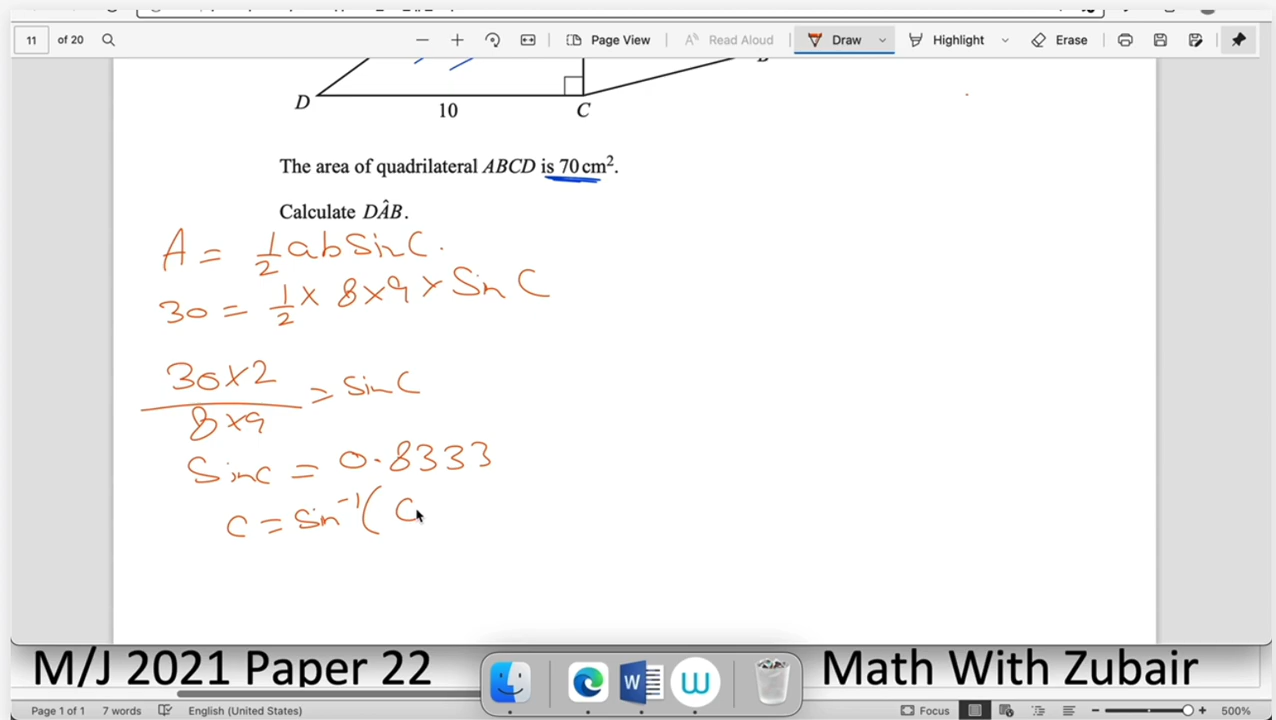 11 of 20 Page View Read Aloud Draw Highlight Erase
D 10 C
The area of quadrilateral ABCD is 70 cm².
Calculate DÂB.
A = 1/2 ab Sin C.
30 = 1/2 × 8 × 9 × Sin C
30 × 2 / 8 × 9 = Sin C
Sin C = 0.8333
C = Sin⁻¹( C
M/J 2021 Paper 22 W Math With Zubair
Page 1 of 1 7 words English (United States) Focus 500%